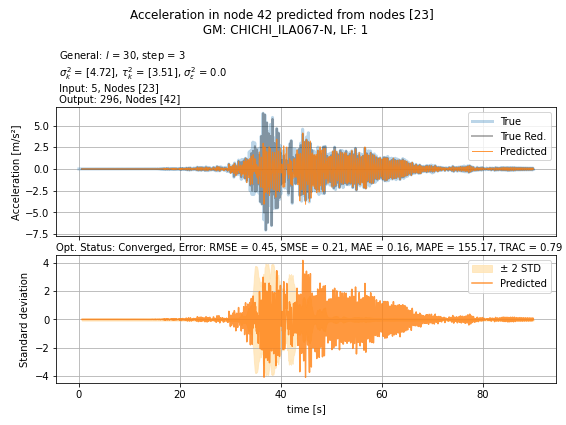 Acceleration in node 42 predicted from nodes [23]
GM: CHICHI_ILA067-N, LF: 1
General: l = 30, step = 3
σ²ₖ = [4.72], τ²ₖ = [3.51], σ²ε = 0.0
Input: 5, Nodes [23]
Output: 296, Nodes [42]
Acceleration [m/s²]
5.0
2.5
0.0
−2.5
−5.0
−7.5
True
True Red.
Predicted
Opt. Status: Converged, Error: RMSE = 0.45, SMSE = 0.21, MAE = 0.16, MAPE = 155.17, TRAC = 0.79
Standard deviation
4
2
0
−2
−4
± 2 STD
Predicted
0 20 40 60 80
time [s]